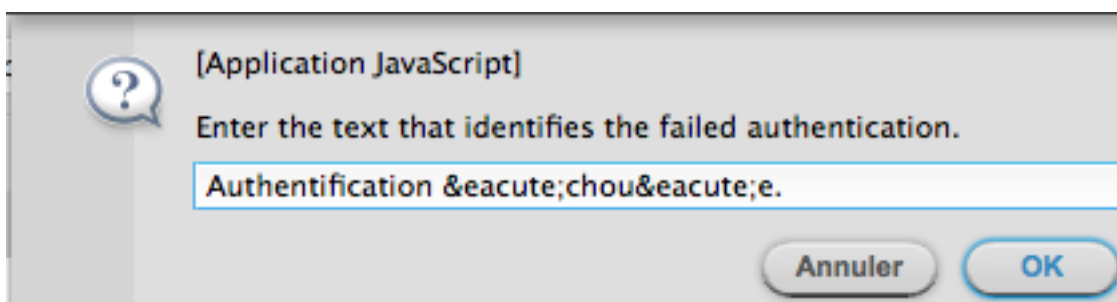 [Application JavaScript]
Enter the text that identifies the failed authentication.
Authentification &eacute;chou&eacute;e.
Annuler OK